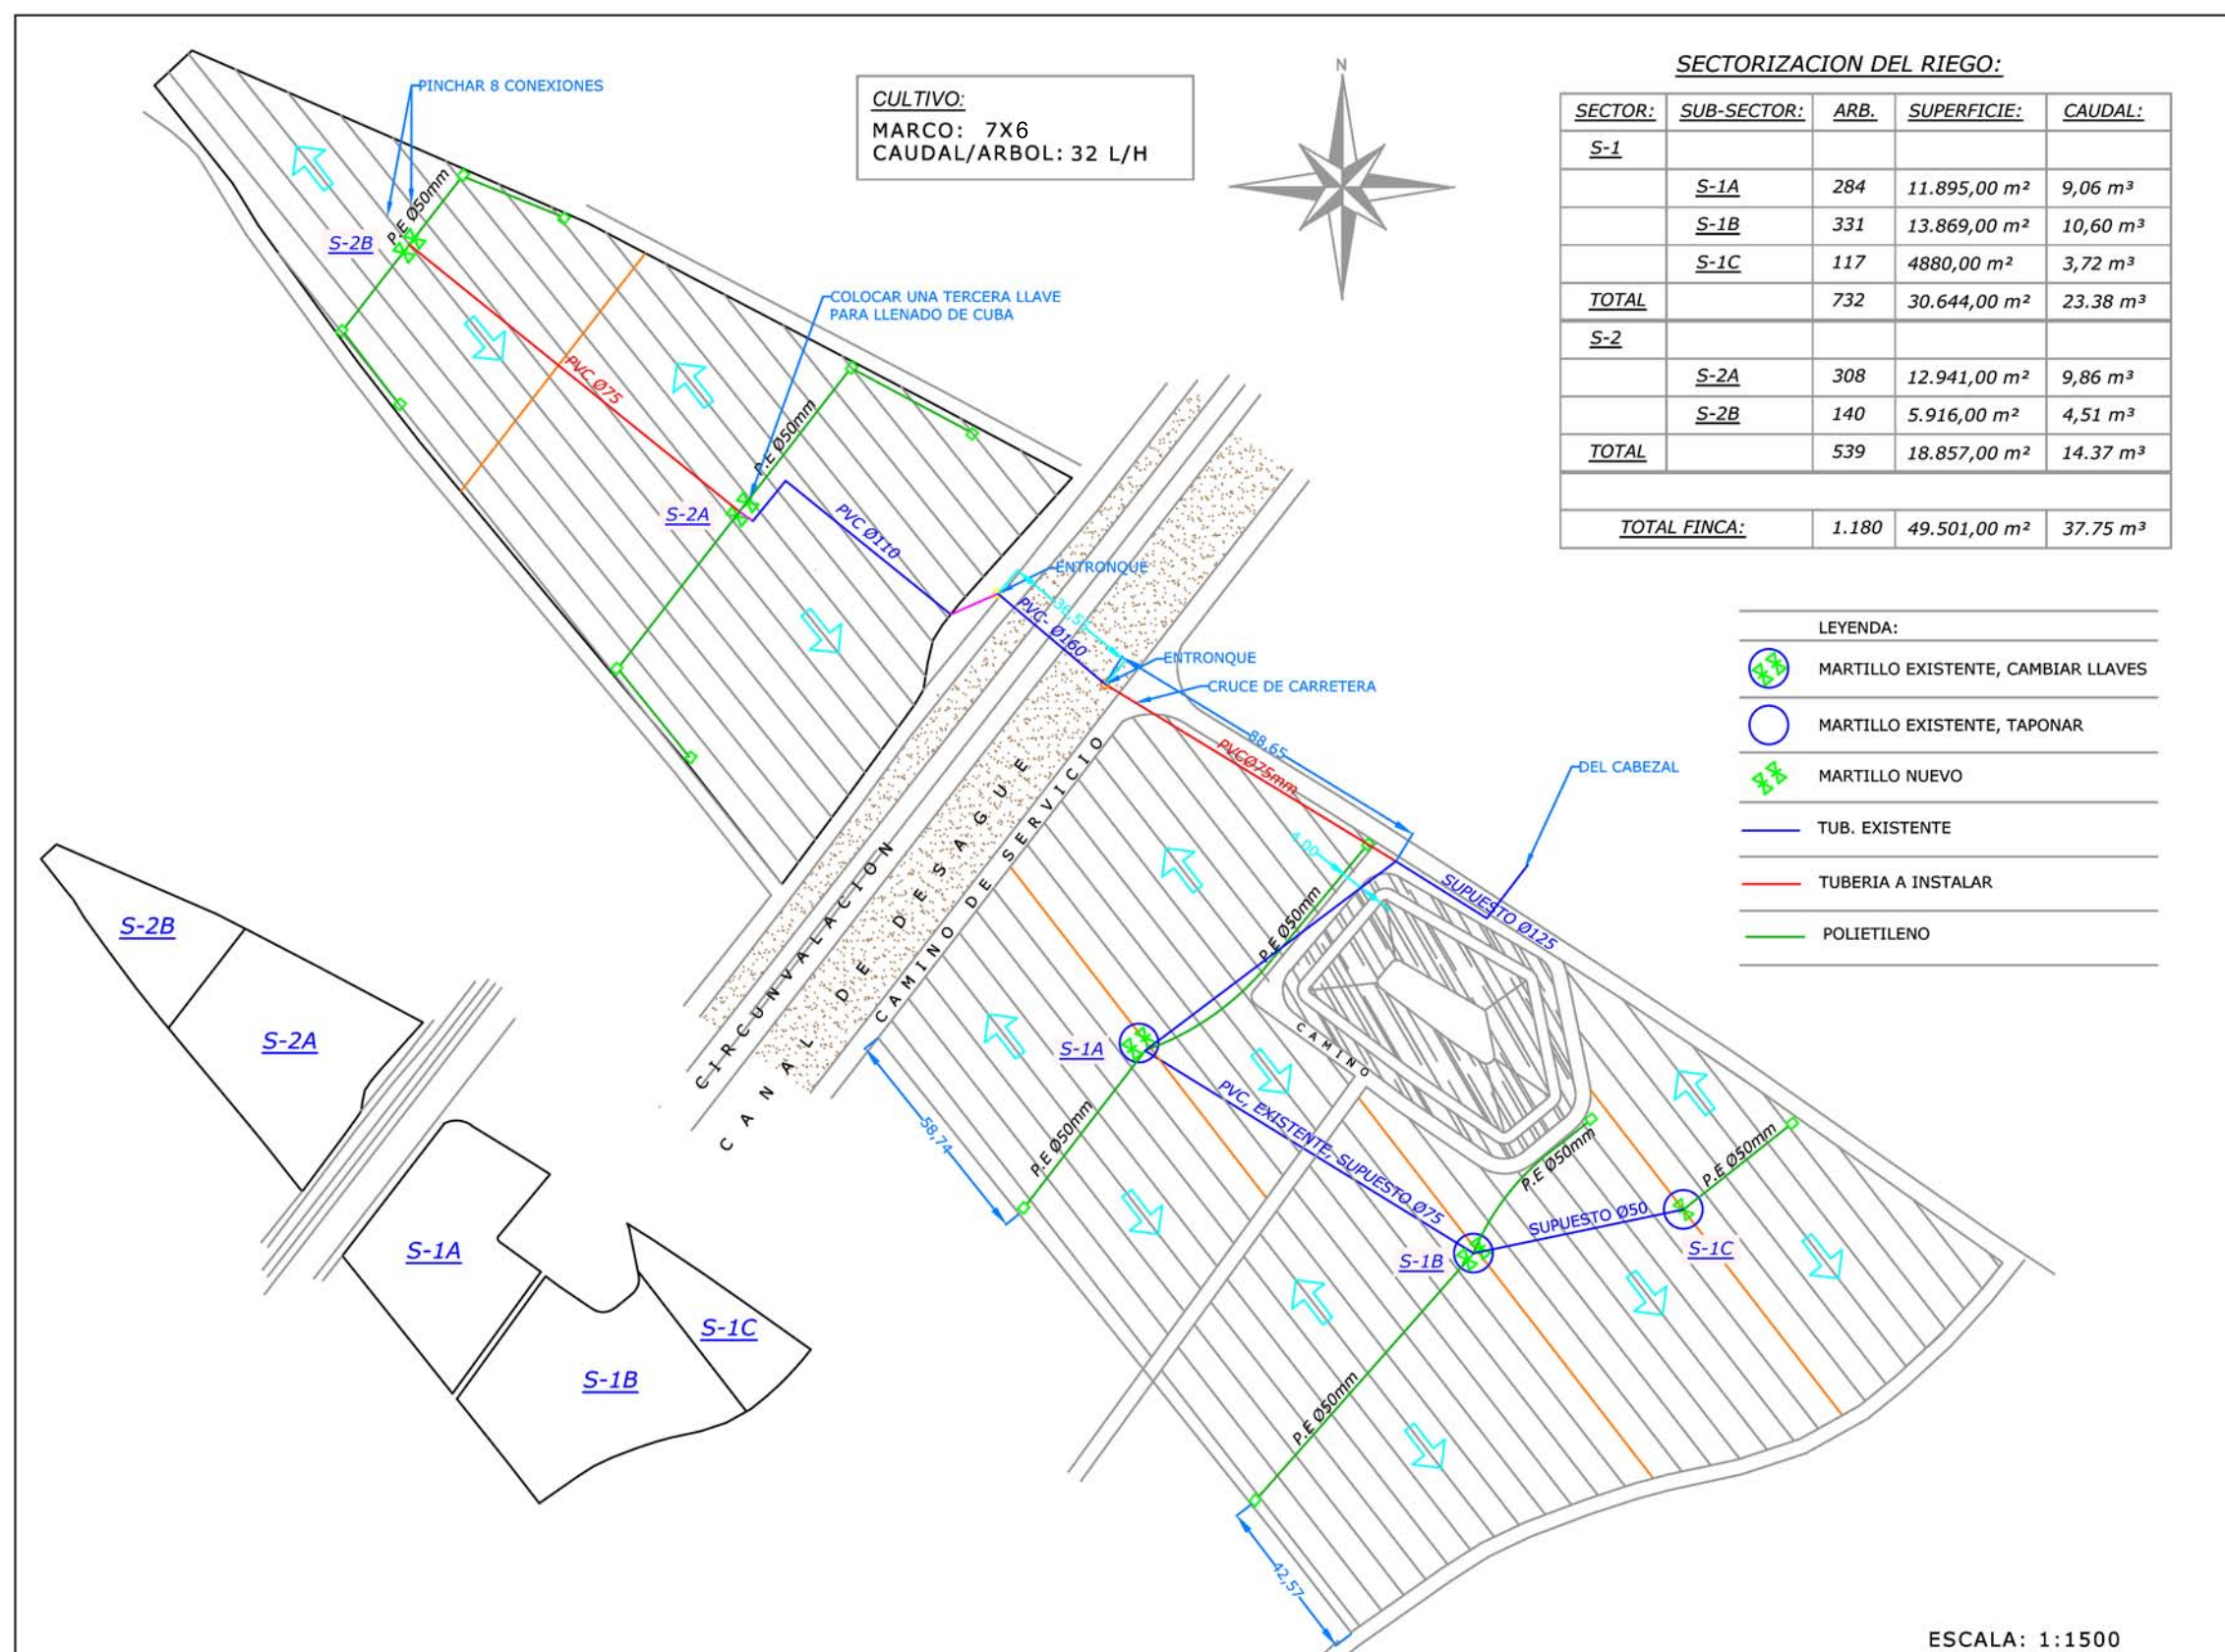 PINCHAR 8 CONEXIONES
CULTIVO:
MARCO: 7X6
CAUDAL/ARBOL: 32 L/H
N
SECTORIZACION DEL RIEGO:
SECTOR: SUB-SECTOR: ARB. SUPERFICIE: CAUDAL:
S-1
S-1A 284 11.895,00 m² 9,06 m³
S-1B 331 13.869,00 m² 10,60 m³
S-1C 117 4880,00 m² 3,72 m³
TOTAL 732 30.644,00 m² 23.38 m³
S-2
S-2A 308 12.941,00 m² 9,86 m³
S-2B 140 5.916,00 m² 4,51 m³
TOTAL 539 18.857,00 m² 14.37 m³
TOTAL FINCA: 1.180 49.501,00 m² 37.75 m³
P.E Ø50mm
S-2B
COLOCAR UNA TERCERA LLAVE
PARA LLENADO DE CUBA
PVC Ø75
P.E Ø50mm
S-2A
PVC Ø110
ENTRONQUE
PVC- Ø160
ENTRONQUE
CRUCE DE CARRETERA
88,65
PVCØ75mm
DEL CABEZAL
4,00
SUPUESTO Ø125
P.E Ø50mm
CIRCUNVALACION
CANAL DE DESAGUE
CAMINO DE SERVICIO
CAMINO
S-1A
58,74
P.E Ø50mm
PVC, EXISTENTE, SUPUESTO Ø75
P.E Ø50mm
P.E Ø50mm
SUPUESTO Ø50
S-1B
S-1C
P.E Ø50mm
42,57
LEYENDA:
MARTILLO EXISTENTE, CAMBIAR LLAVES
MARTILLO EXISTENTE, TAPONAR
MARTILLO NUEVO
TUB. EXISTENTE
TUBERIA A INSTALAR
POLIETILENO
S-2B
S-2A
S-1A
S-1C
S-1B
ESCALA: 1:1500